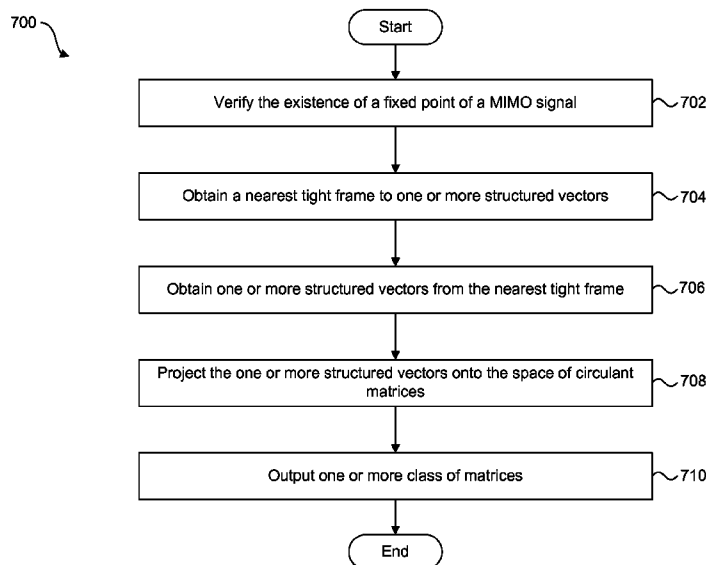 700
Start
Verify the existence of a fixed point of a MIMO signal
702
Obtain a nearest tight frame to one or more structured vectors
704
Obtain one or more structured vectors from the nearest tight frame
706
Project the one or more structured vectors onto the space of circulant
matrices
708
Output one or more class of matrices
710
End